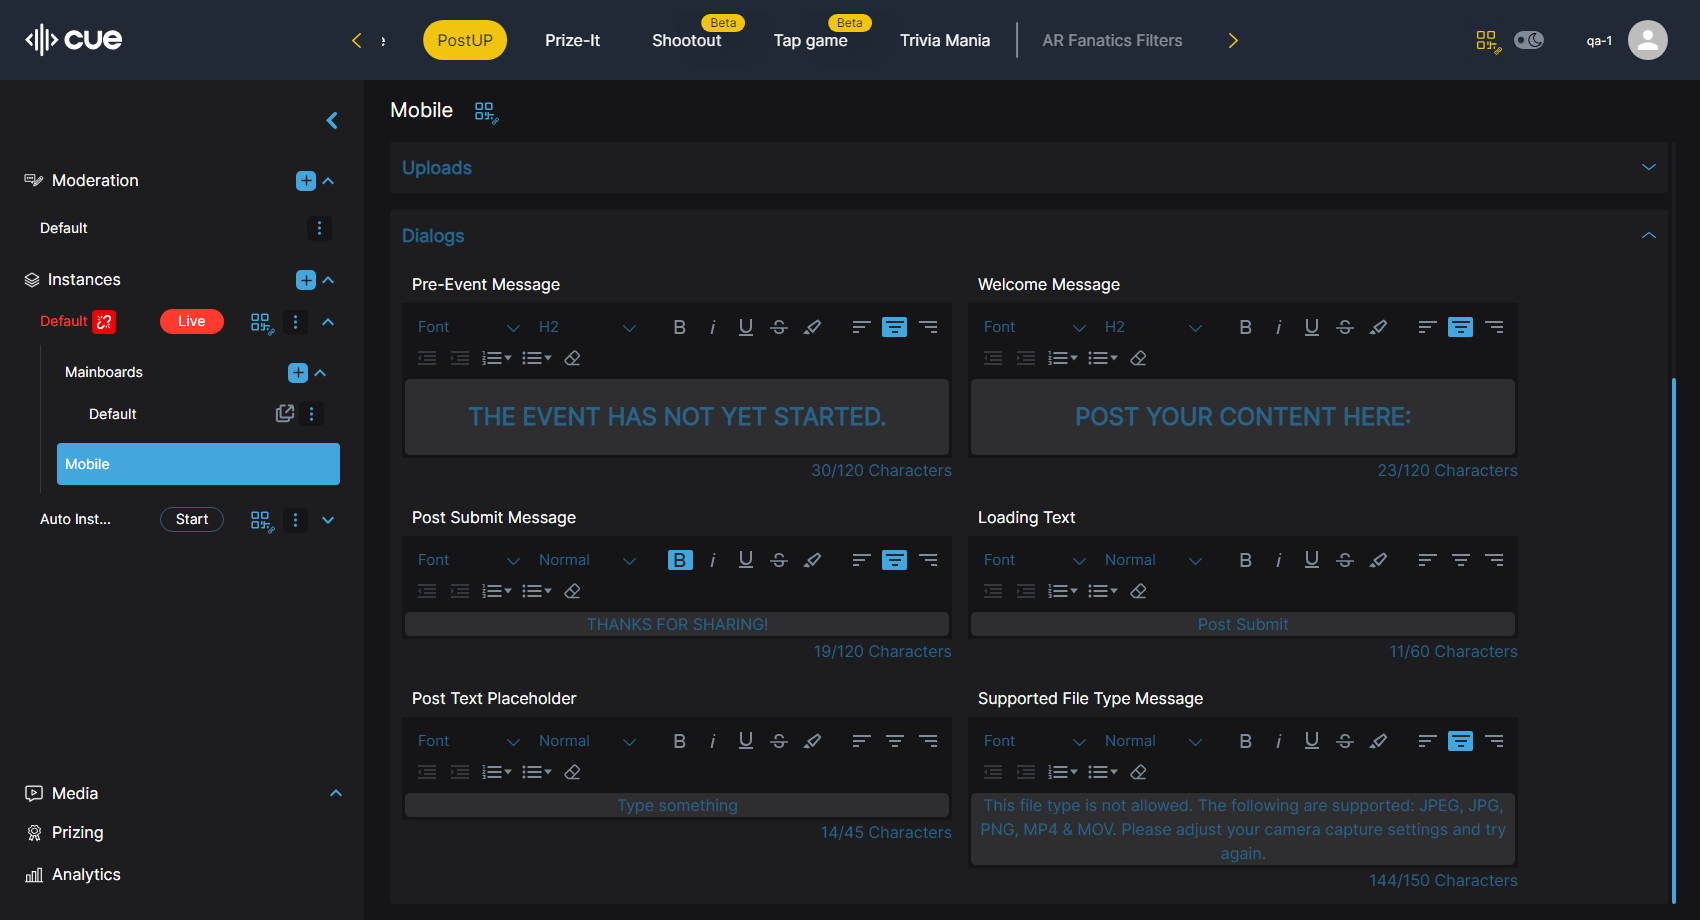 cue
e
PostUP
Prize-It
Shootout
Beta
Tap game
Beta
Trivia Mania
AR Fanatics Filters
qa-1
Moderation
Default
Instances
Default
Live
Mainboards
Default
Mobile
Auto Inst...
Start
Media
Prizing
Analytics
Mobile
Uploads
Dialogs
Pre-Event Message
Font
H2
B i U S
THE EVENT HAS NOT YET STARTED.
30/120 Characters
Welcome Message
Font
H2
B i U S
POST YOUR CONTENT HERE:
23/120 Characters
Post Submit Message
Font
Normal
B i U S
THANKS FOR SHARING!
19/120 Characters
Loading Text
Font
Normal
B i U S
Post Submit
11/60 Characters
Post Text Placeholder
Font
Normal
B i U S
Type something
14/45 Characters
Supported File Type Message
Font
Normal
B i U S
This file type is not allowed. The following are supported: JPEG, JPG,
PNG, MP4 & MOV. Please adjust your camera capture settings and try
again.
144/150 Characters